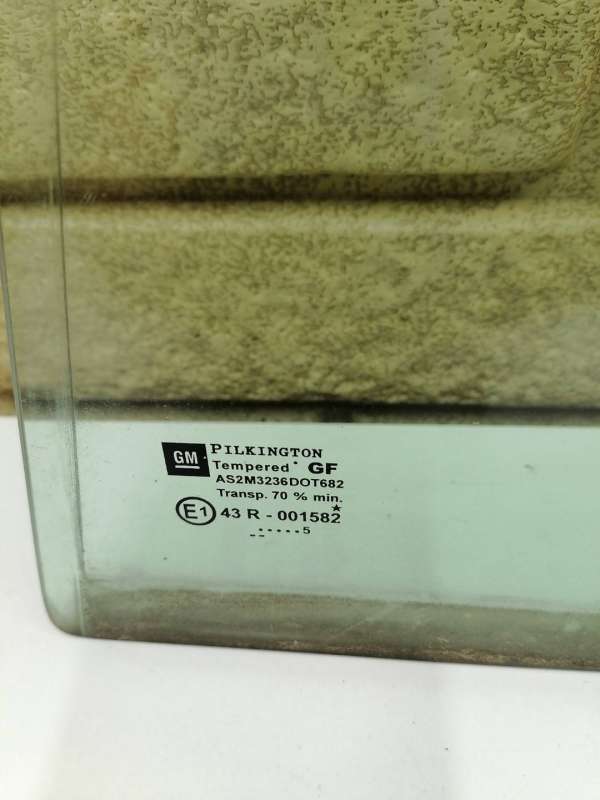 GM
PILKINGTON
Tempered GF
AS2M3236DOT682
Transp. 70 % min.
E1 43 R - 001582
5